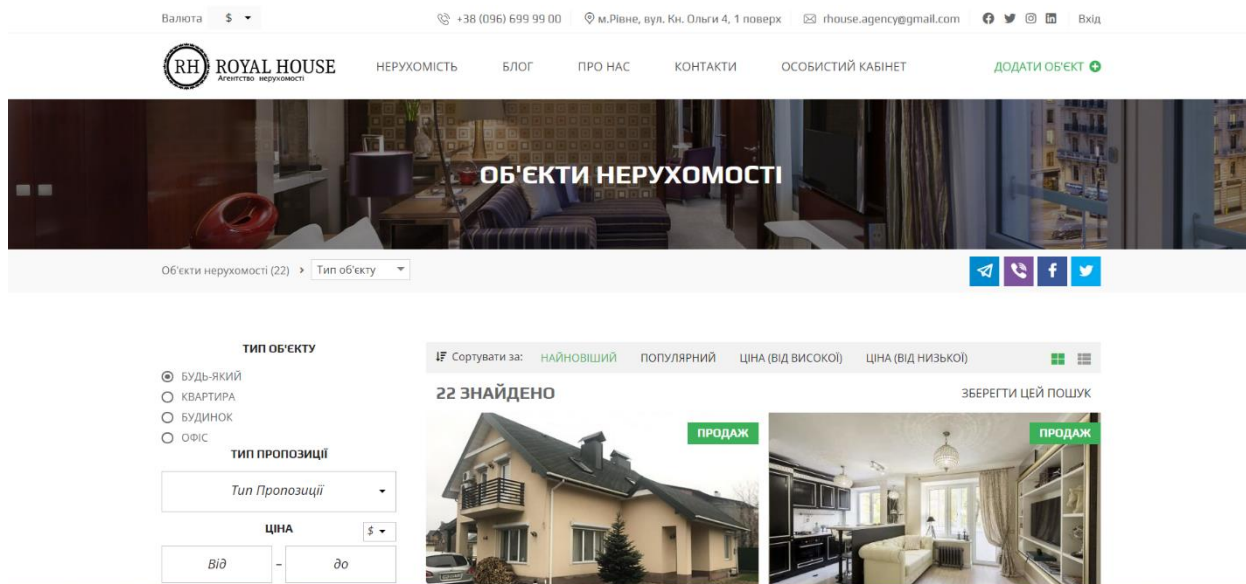 Валюта $ +38 (096) 699 99 00 м.Рівне, вул. Кн. Ольги 4, 1 поверх rhouse.agency@gmail.com Вхід
RH ROYAL HOUSE
Агентство нерухомості
НЕРУХОМІСТЬ БЛОГ ПРО НАС КОНТАКТИ ОСОБИСТИЙ КАБІНЕТ ДОДАТИ ОБ'ЄКТ
ОБ'ЄКТИ НЕРУХОМОСТІ
Об'єкти нерухомості (22) Тип об'єкту
ТИП ОБ'ЄКТУ
БУДЬ-ЯКИЙ
КВАРТИРА
БУДИНОК
ОФІС
ТИП ПРОПОЗИЦІЇ
Тип Пропозиції
ЦІНА $
Від – до
Сортувати за: НАЙНОВІШИЙ ПОПУЛЯРНИЙ ЦІНА (ВІД ВИСОКОЇ) ЦІНА (ВІД НИЗЬКОЇ)
22 ЗНАЙДЕНО ЗБЕРЕГТИ ЦЕЙ ПОШУК
ПРОДАЖ ПРОДАЖ